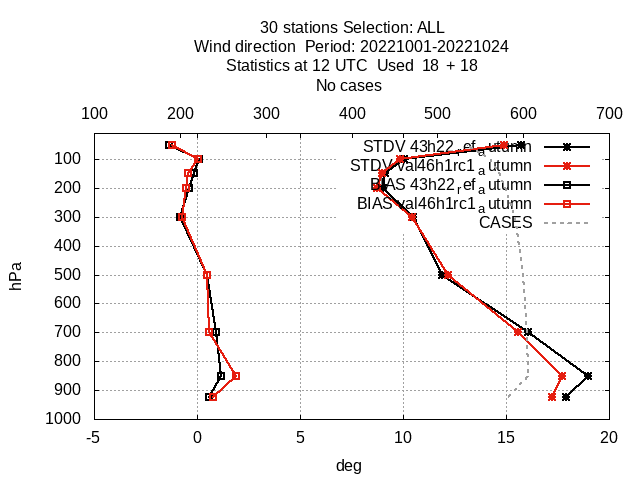 30 stations Selection: ALL
Wind direction  Period: 20221001-20221024
Statistics at 12 UTC  Used  18 + 18
No cases
100 200 300 400 500 600 700
STDV 43h22_ref_autumn
STDV val46h1rc1_autumn
BIAS 43h22_ref_autumn
BIAS val46h1rc1_autumn
CASES
100
200
300
400
500
600
700
800
900
1000
hPa
-5 0 5 10 15 20
deg